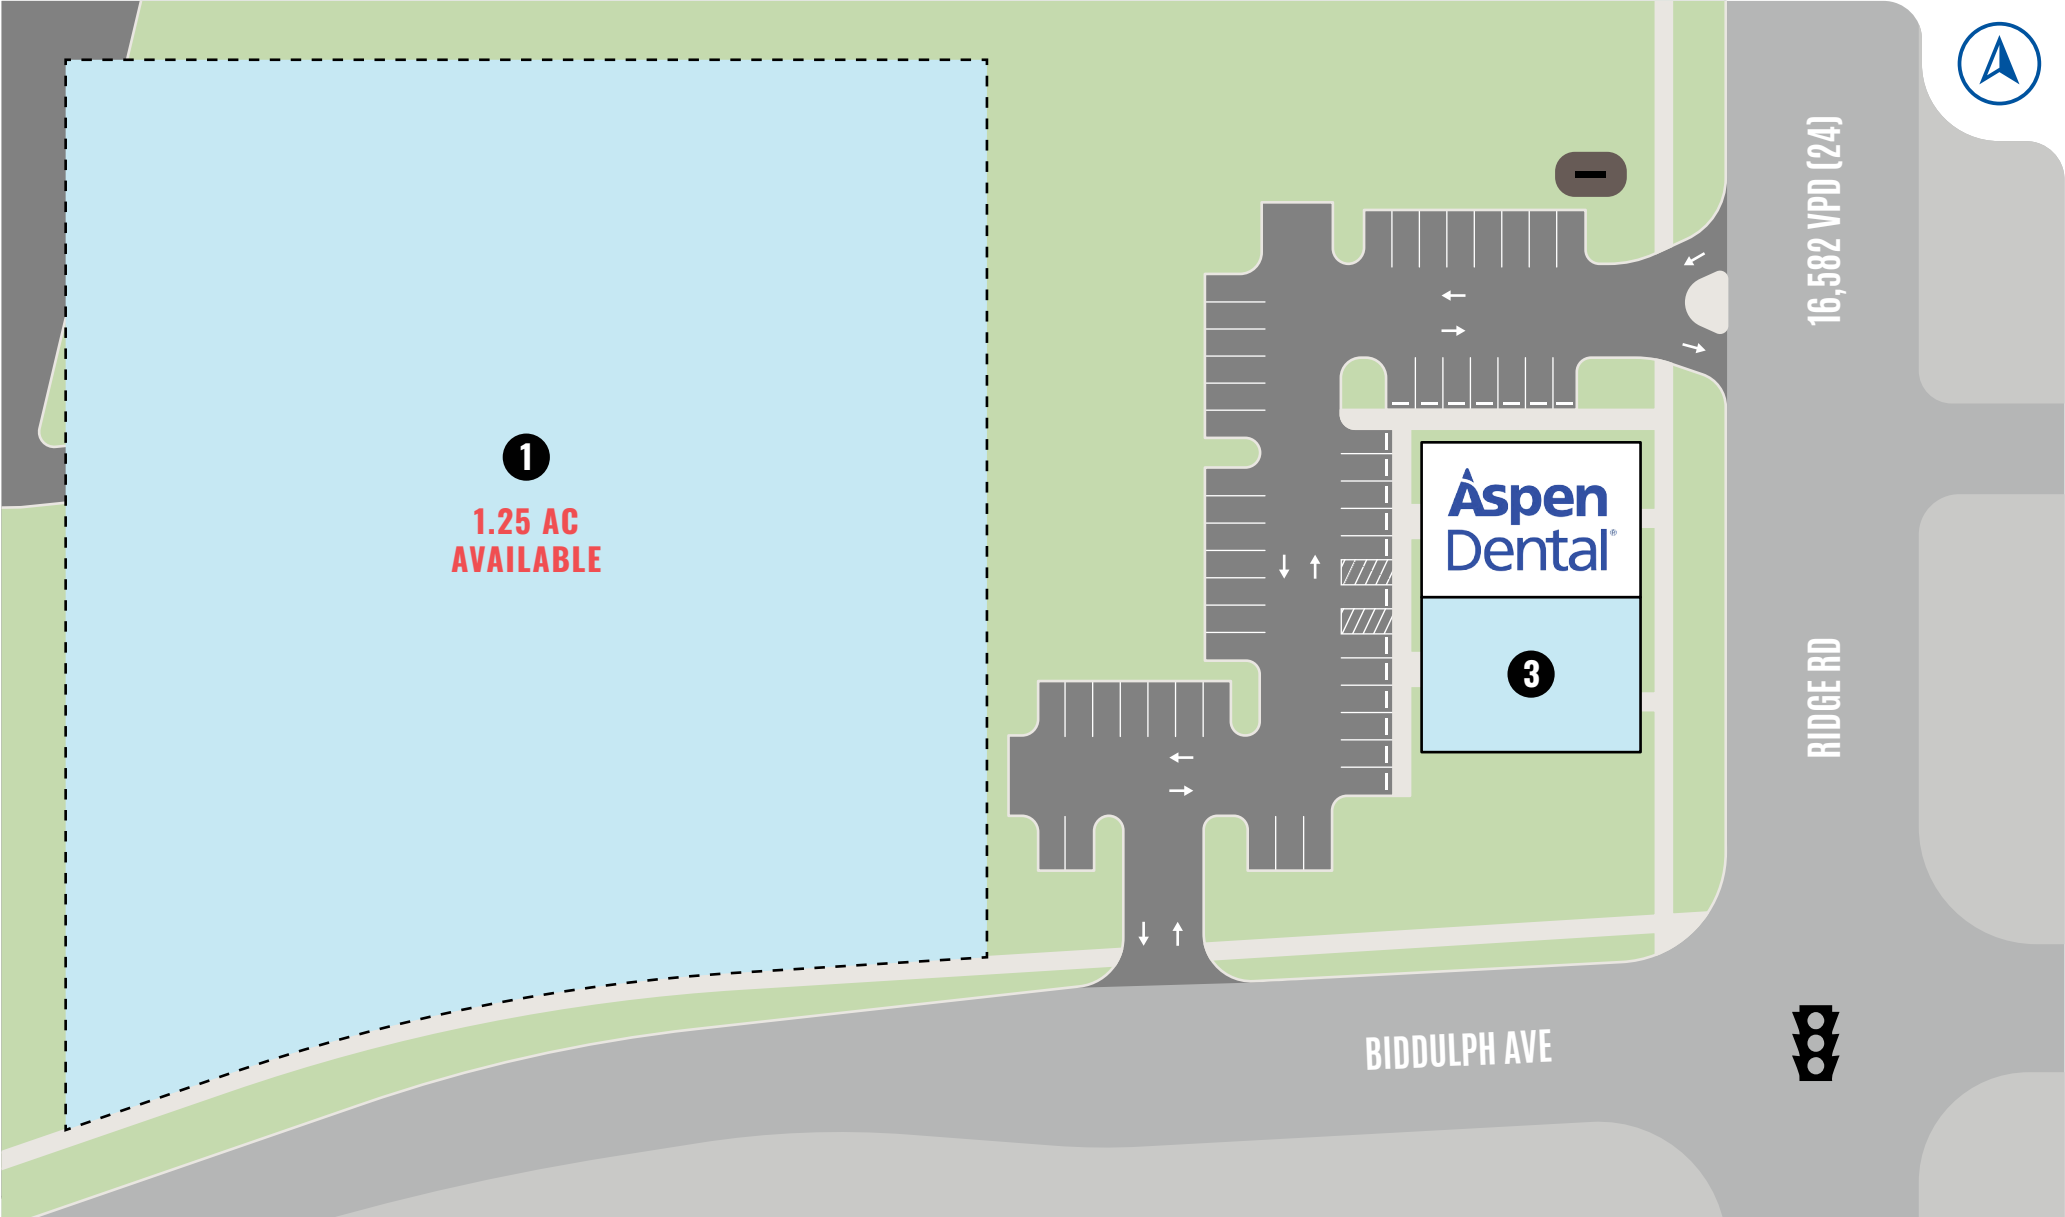 1
1.25 AC
AVAILABLE
Aspen
Dental®
3
16,582 VPD (24)
RIDGE RD
BIDDULPH AVE